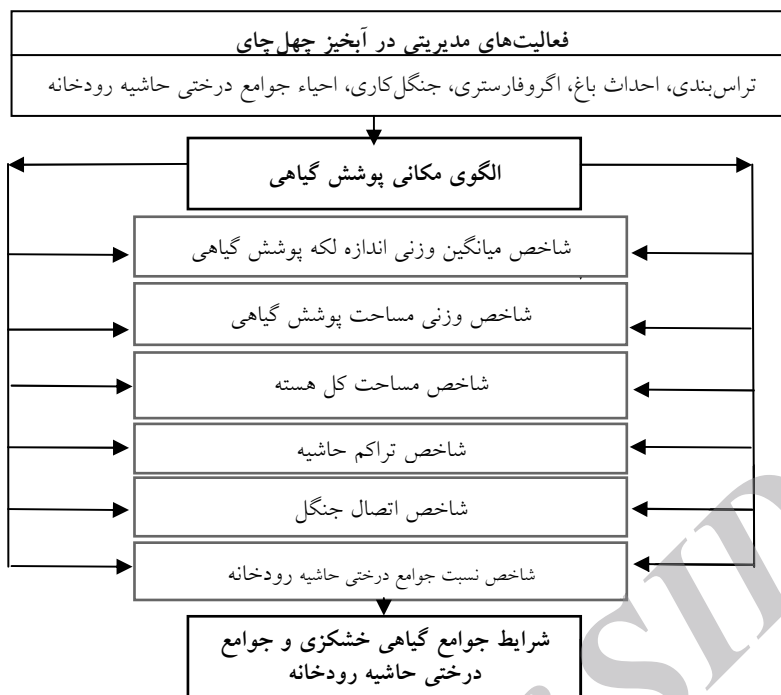 فعالیت‌های مدیریتی در آبخیز چهل‌چای
تراس‌بندی، احداث باغ، اگروفارستری، جنگل‌کاری، احیاء جوامع درختی حاشیه رودخانه
الگوی مکانی پوشش گیاهی
شاخص میانگین وزنی اندازه لکه پوشش گیاهی
شاخص وزنی مساحت پوشش گیاهی
شاخص مساحت کل هسته
شاخص تراکم حاشیه
شاخص اتصال جنگل
شاخص نسبت جوامع درختی حاشیه رودخانه
شرایط جوامع گیاهی خشکزی و جوامع
درختی حاشیه رودخانه
SID